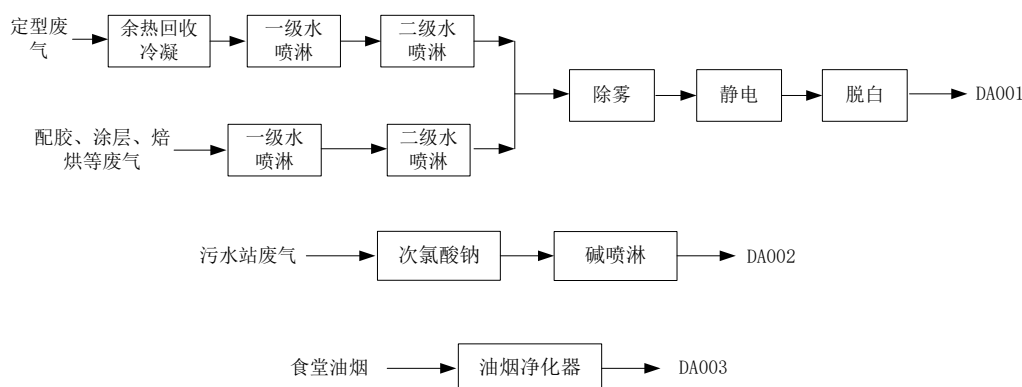 定型废
气
余热回收
冷凝
一级水
喷淋
二级水
喷淋
除雾
静电
脱白
DA001
配胶、涂层、焙
烘等废气
一级水
喷淋
二级水
喷淋
污水站废气
次氯酸钠
碱喷淋
DA002
食堂油烟
油烟净化器
DA003